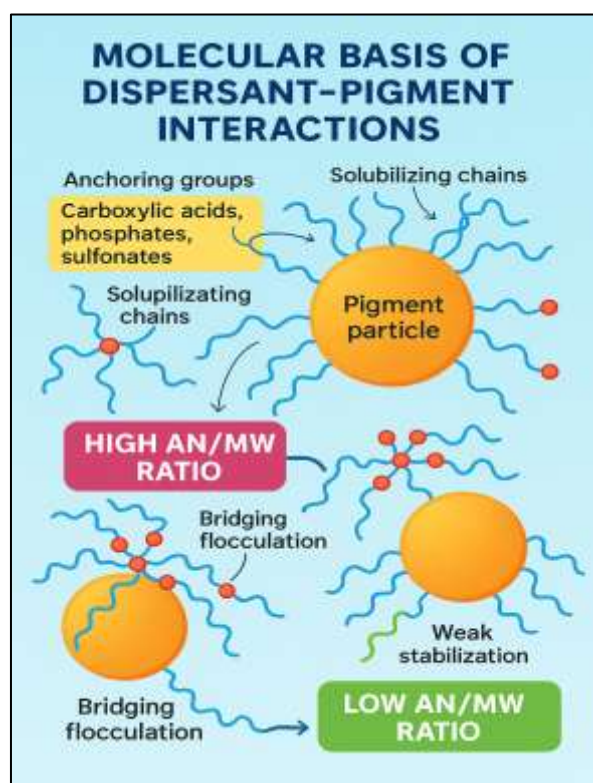 MOLECULAR BASIS OF
DISPERSANT–PIGMENT
INTERACTIONS
Anchoring groups
Carboxylic acids,
phosphates,
sulfonates
Solubilizing chains
Solupilizating
chains
Pigment
particle
HIGH AN/MW
RATIO
Bridging
flocculation
Weak
stabilization
Bridging
flocculation
LOW AN/MW
RATIO